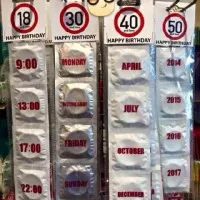 18
HAPPY BIRTHDAY
9:00
13:00
17:00
22:00
30
HAPPY BIRTHDAY
MONDAY
WEDNESDAY
FRIDAY
SUNDAY
40
HAPPY BIRTHDAY
APRIL
JULY
OCTOBER
DECEMBER
50
HAPPY BIRTHDAY
2014
2015
2016
2017